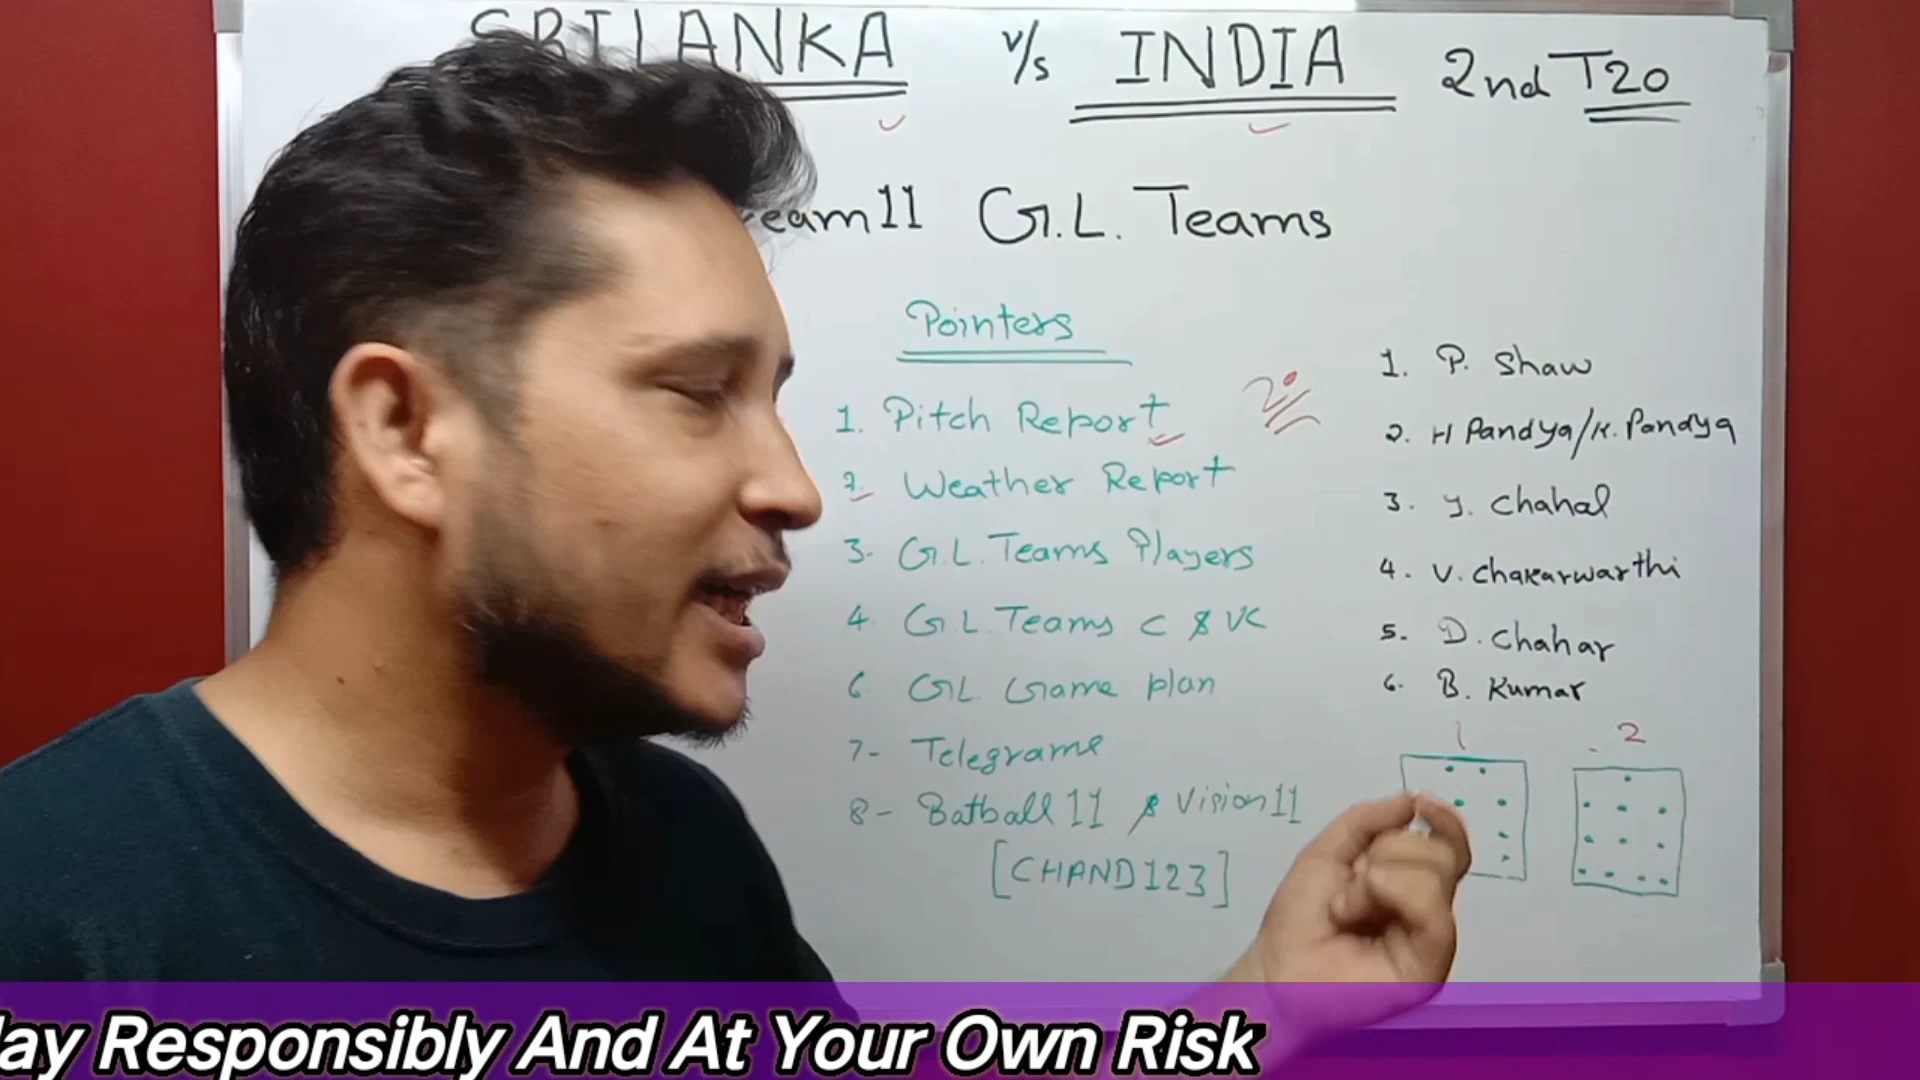 SRILANKA v/s INDIA 2nd T20
eam11 G.L. Teams
Pointers
1. Pitch Report
2. Weather Report
3- G.L. Teams Players
4. G.L. Teams C & VC
6. GL Game plan
7- Telegrame
8- Batball 11 & Vision11
[CHAND123]
20
1. P. Shaw
2. H Pandya/K. Pandya
3. Y. Chahal
4. V. Chakarwarthi
5. D. Chahar
6. B. Kumar
1 2
lay Responsibly And At Your Own Risk